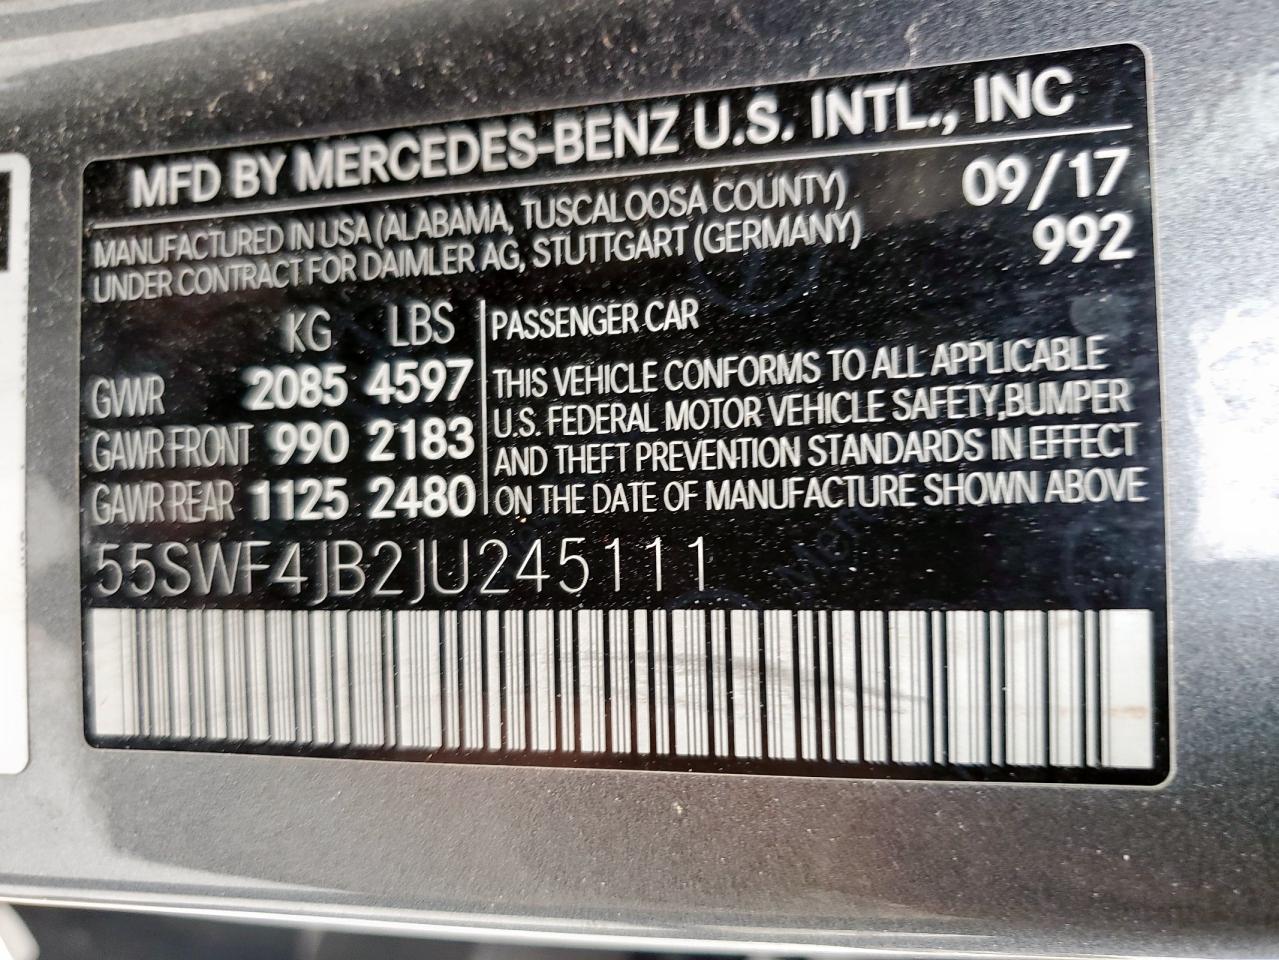 MFD BY MERCEDES-BENZ U.S. INTL., INC
MANUFACTURED IN USA (ALABAMA, TUSCALOOSA COUNTY) 09/17
UNDER CONTRACT FOR DAIMLER AG, STUTTGART (GERMANY) 992
KG LBS
GVWR 2085 4597
GAWR FRONT 990 2183
GAWR REAR 1125 2480
PASSENGER CAR
THIS VEHICLE CONFORMS TO ALL APPLICABLE
U.S. FEDERAL MOTOR VEHICLE SAFETY,BUMPER
AND THEFT PREVENTION STANDARDS IN EFFECT
ON THE DATE OF MANUFACTURE SHOWN ABOVE
55SWF4JB2JU245111